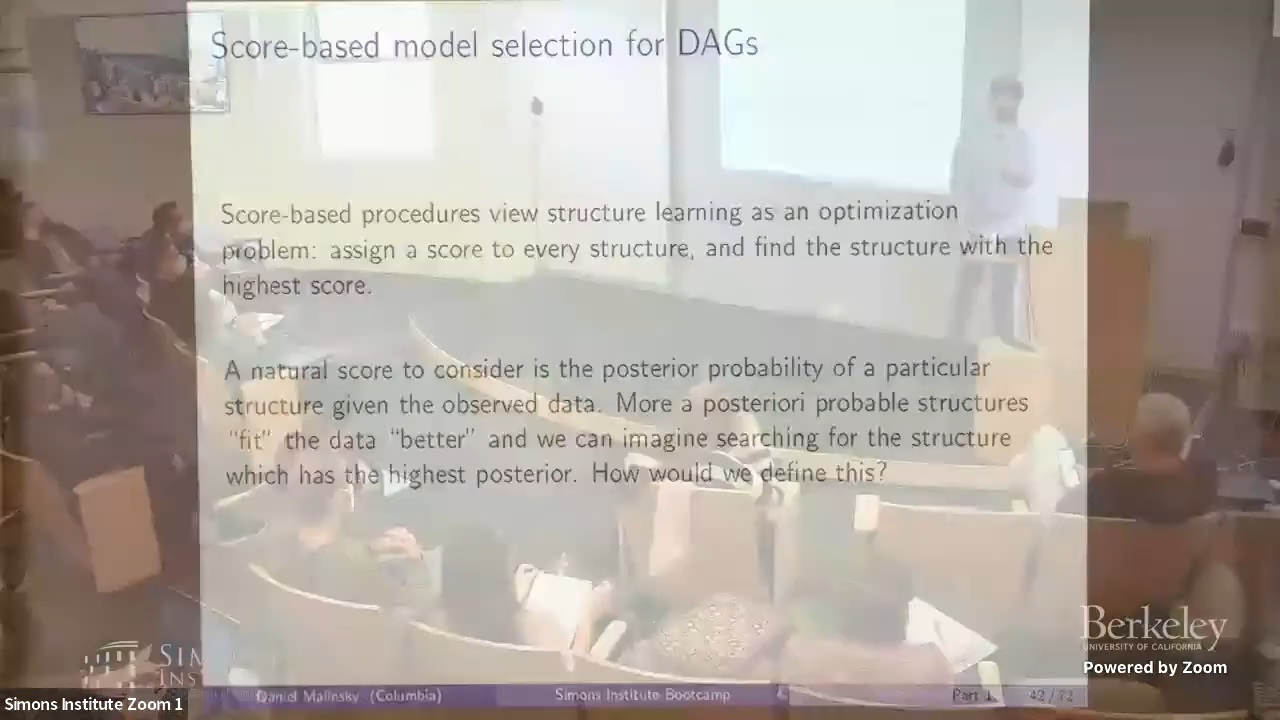 Score-based model selection for DAGs
Score-based procedures view structure learning as an optimization
problem: assign a score to every structure, and find the structure with the
highest score.
A natural score to consider is the posterior probability of a particular
structure given the observed data. More a posteriori probable structures
"fit" the data "better" and we can imagine searching for the structure
which has the highest posterior. How would we define this?
Berkeley
UNIVERSITY OF CALIFORNIA
Powered by Zoom
Daniel Malinsky (Columbia) Simons Institute Bootcamp Part 1 42 / 72
Simons Institute Zoom 1